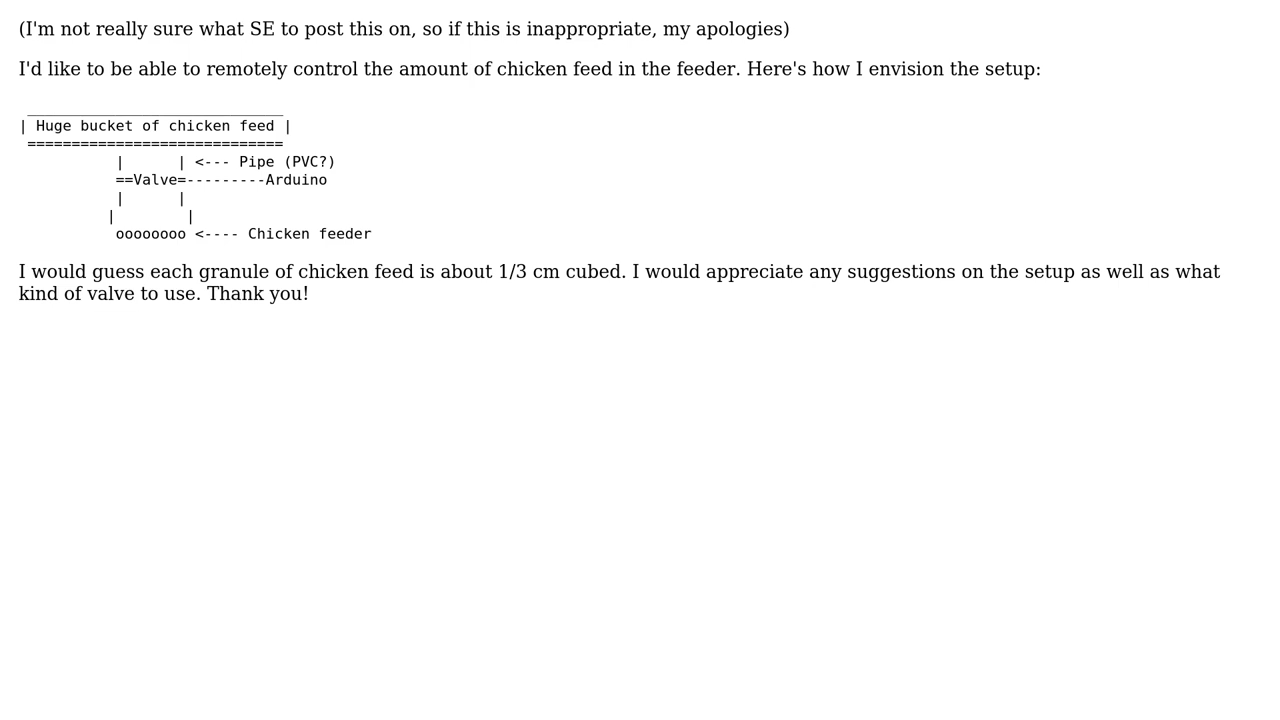 (I'm not really sure what SE to post this on, so if this is inappropriate, my apologies)
I'd like to be able to remotely control the amount of chicken feed in the feeder. Here's how I envision the setup:
 _____________________________
| Huge bucket of chicken feed |
 =============================
           |      | <--- Pipe (PVC?)
           ==Valve=---------Arduino
           |      |
          |        |
           oooooooo <---- Chicken feeder
I would guess each granule of chicken feed is about 1/3 cm cubed. I would appreciate any suggestions on the setup as well as what
kind of valve to use. Thank you!